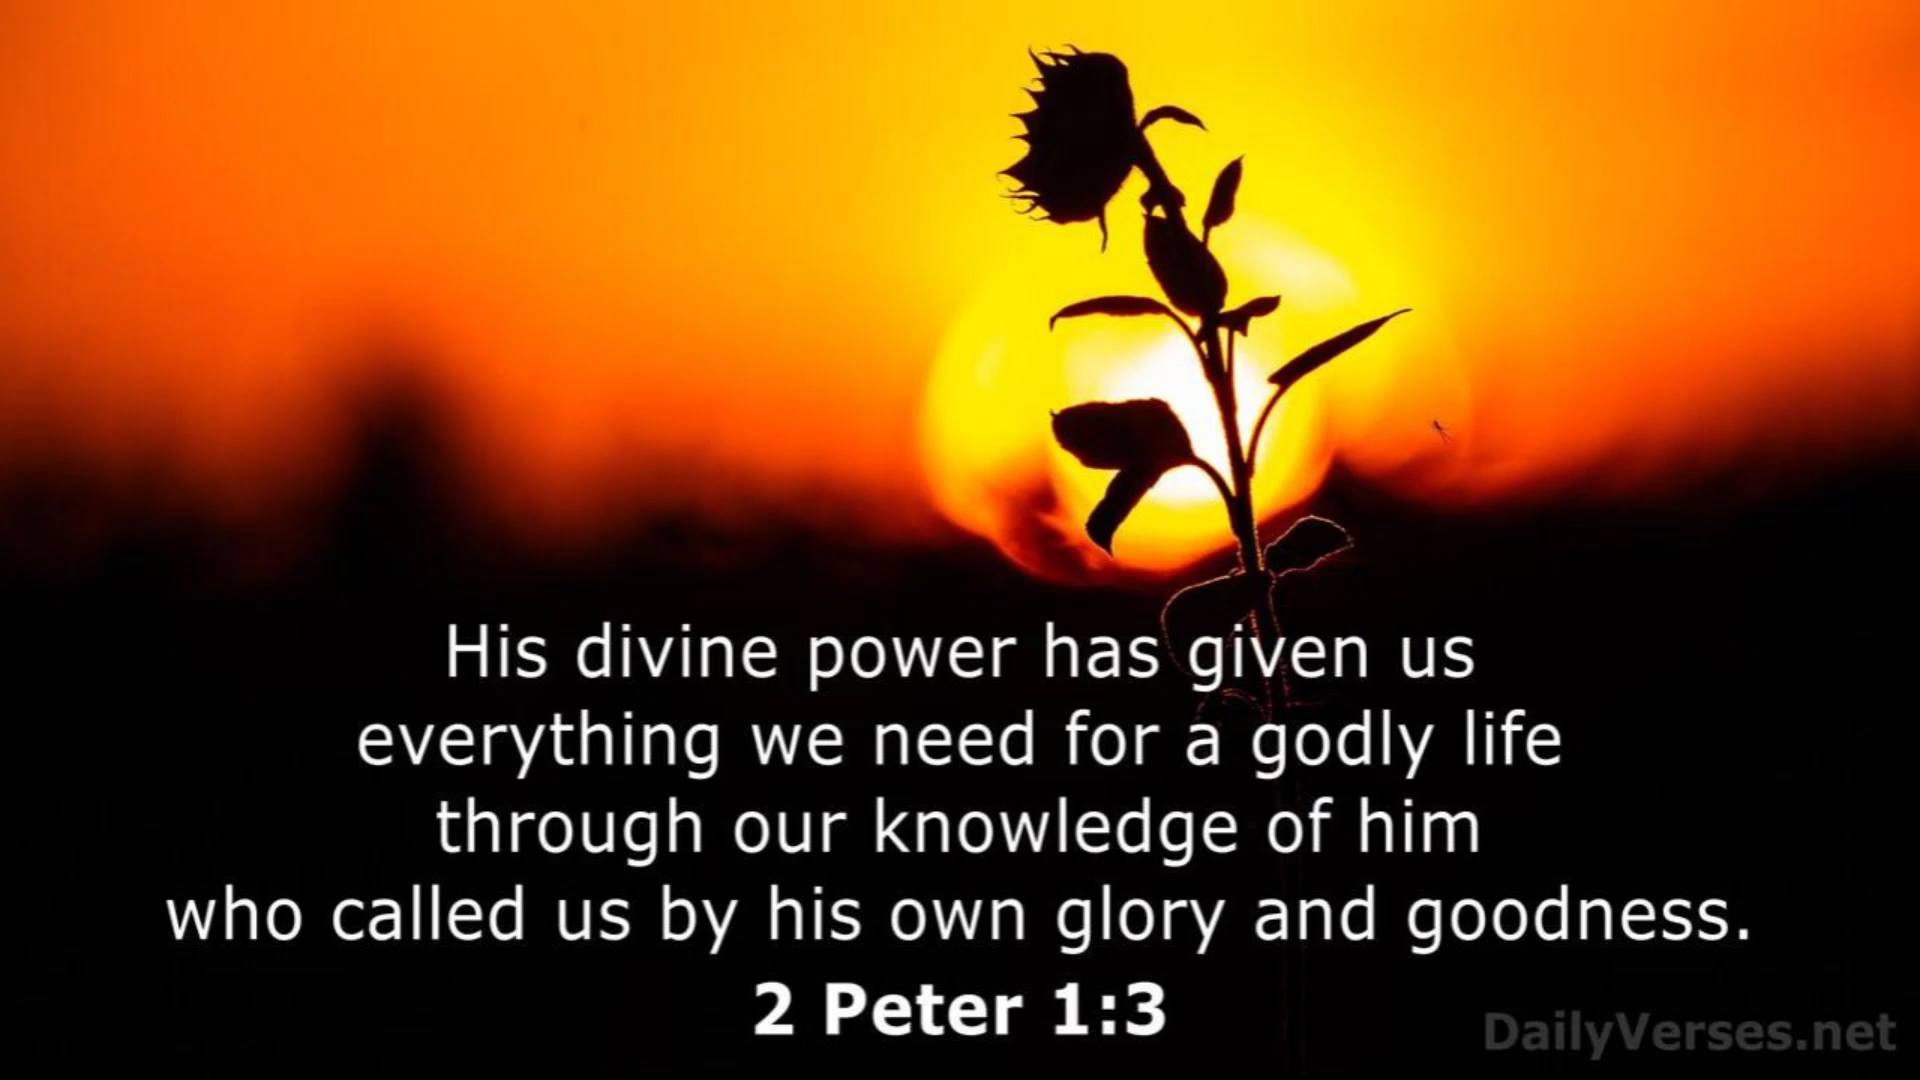 His divine power has given us
everything we need for a godly life
through our knowledge of him
who called us by his own glory and goodness.
2 Peter 1:3
DailyVerses.net